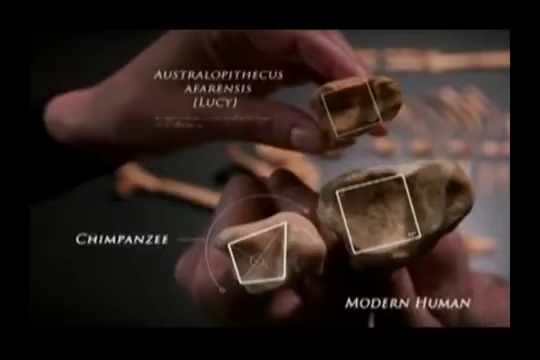 AUSTRALOPITHECUS
AFARENSIS
[LUCY]
CHIMPANZEE
MODERN HUMAN